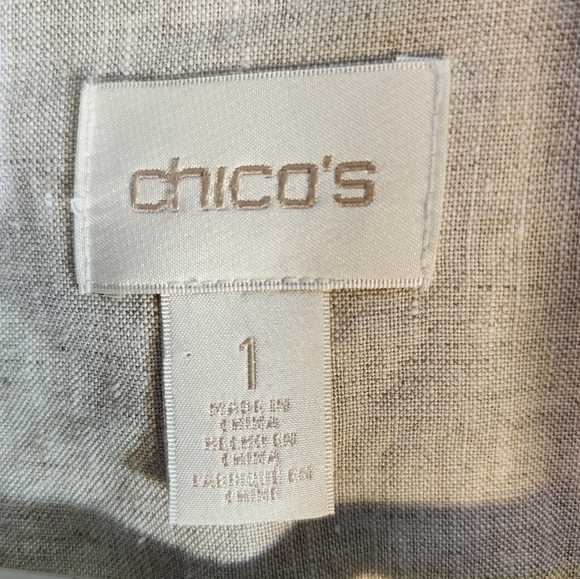 chico's
1
MADE IN
CHINA
HECHO EN
CHINA
FABRIQUÉ EN
CHINE